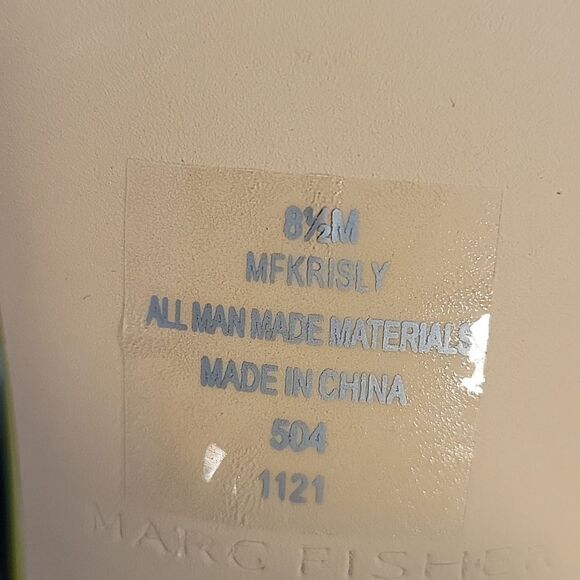 8½M
MFKRISLY
ALL MAN MADE MATERIALS
MADE IN CHINA
504
1121
MARC FISHER